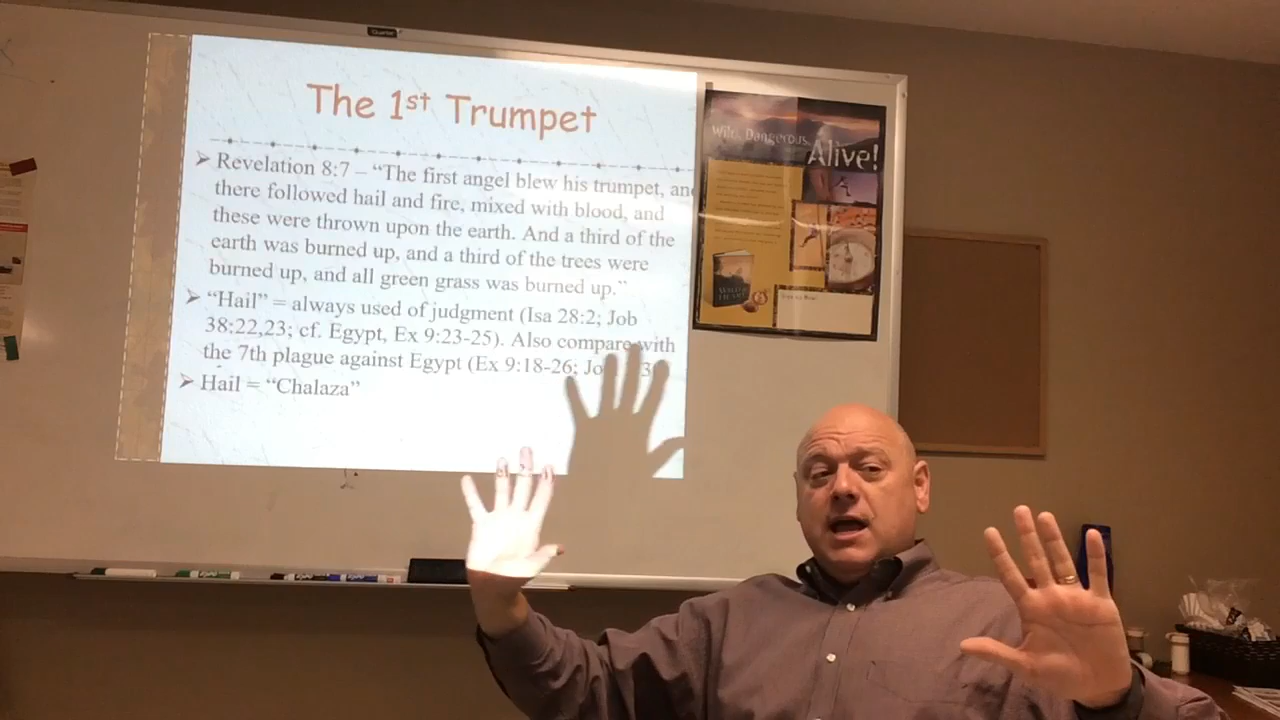 The 1st Trumpet
➢ Revelation 8:7 – “The first angel blew his trumpet, and
there followed hail and fire, mixed with blood, and
these were thrown upon the earth. And a third of the
earth was burned up, and a third of the trees were
burned up, and all green grass was burned up.”
➢ “Hail” = always used of judgment (Isa 28:2; Job
38:22,23; cf. Egypt, Ex 9:23-25). Also compare with
the 7th plague against Egypt (Ex 9:18-26;
➢ Hail = “Chalaza”
Wild. Dangerous.
Alive!